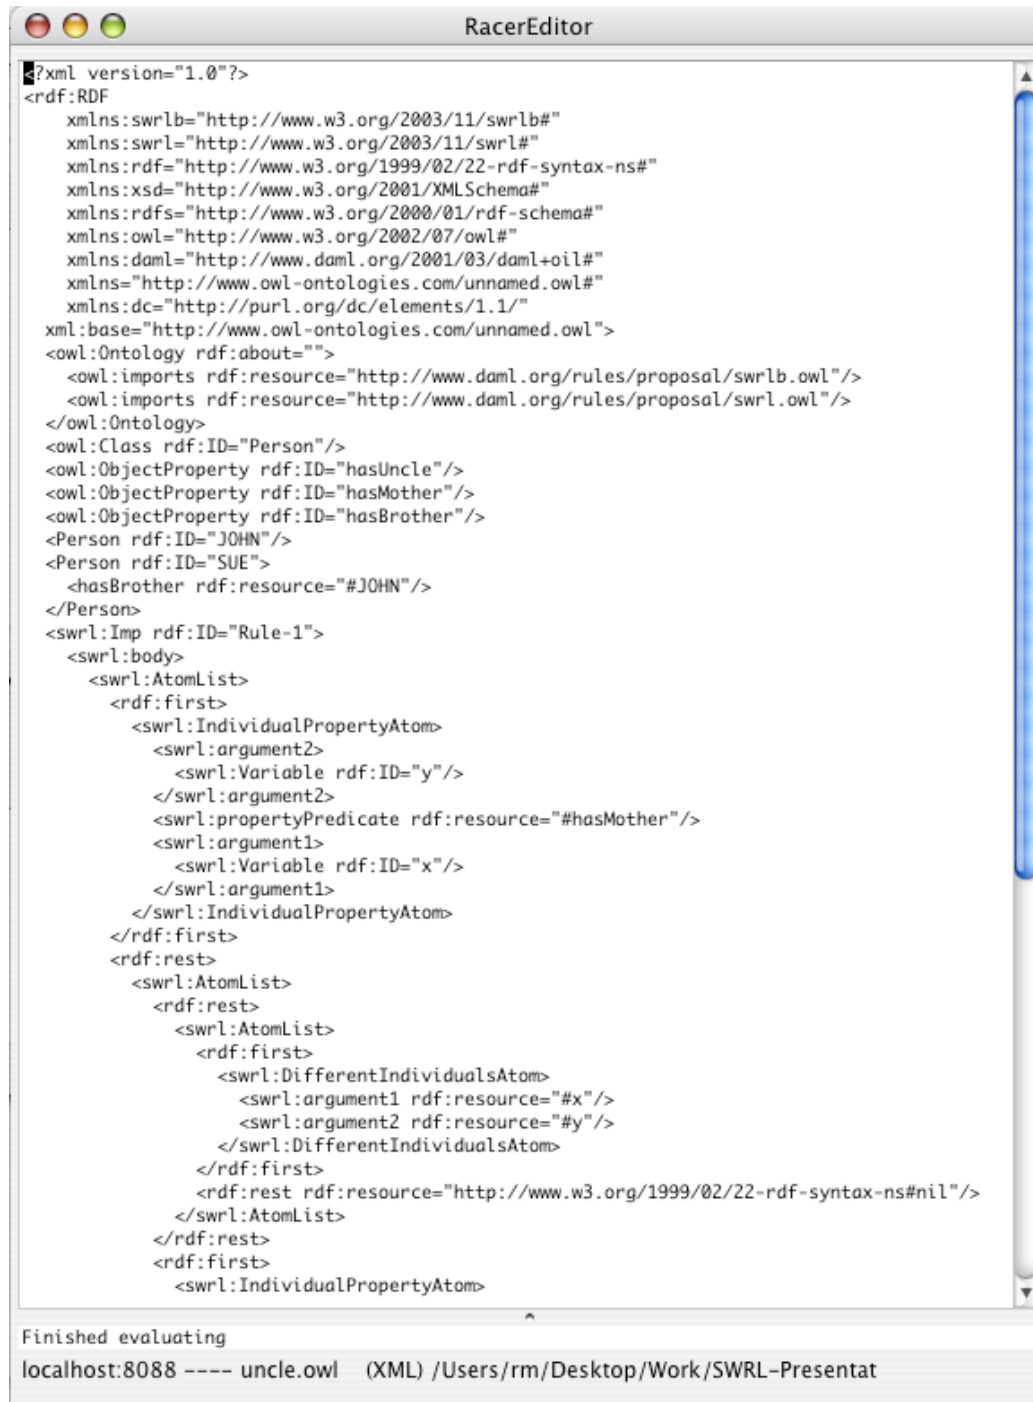 RacerEditor
<?xml version="1.0"?>
<rdf:RDF
    xmlns:swrlb="http://www.w3.org/2003/11/swrlb#"
    xmlns:swrl="http://www.w3.org/2003/11/swrl#"
    xmlns:rdf="http://www.w3.org/1999/02/22-rdf-syntax-ns#"
    xmlns:xsd="http://www.w3.org/2001/XMLSchema#"
    xmlns:rdfs="http://www.w3.org/2000/01/rdf-schema#"
    xmlns:owl="http://www.w3.org/2002/07/owl#"
    xmlns:daml="http://www.daml.org/2001/03/daml+oil#"
    xmlns="http://www.owl-ontologies.com/unnamed.owl#"
    xmlns:dc="http://purl.org/dc/elements/1.1/"
  xml:base="http://www.owl-ontologies.com/unnamed.owl">
  <owl:Ontology rdf:about="">
    <owl:imports rdf:resource="http://www.daml.org/rules/proposal/swrlb.owl"/>
    <owl:imports rdf:resource="http://www.daml.org/rules/proposal/swrl.owl"/>
  </owl:Ontology>
  <owl:Class rdf:ID="Person"/>
  <owl:ObjectProperty rdf:ID="hasUncle"/>
  <owl:ObjectProperty rdf:ID="hasMother"/>
  <owl:ObjectProperty rdf:ID="hasBrother"/>
  <Person rdf:ID="JOHN"/>
  <Person rdf:ID="SUE">
    <hasBrother rdf:resource="#JOHN"/>
  </Person>
  <swrl:Imp rdf:ID="Rule-1">
    <swrl:body>
      <swrl:AtomList>
        <rdf:first>
          <swrl:IndividualPropertyAtom>
            <swrl:argument2>
              <swrl:Variable rdf:ID="y"/>
            </swrl:argument2>
            <swrl:propertyPredicate rdf:resource="#hasMother"/>
            <swrl:argument1>
              <swrl:Variable rdf:ID="x"/>
            </swrl:argument1>
          </swrl:IndividualPropertyAtom>
        </rdf:first>
        <rdf:rest>
          <swrl:AtomList>
            <rdf:rest>
              <swrl:AtomList>
                <rdf:first>
                  <swrl:DifferentIndividualsAtom>
                    <swrl:argument1 rdf:resource="#x"/>
                    <swrl:argument2 rdf:resource="#y"/>
                  </swrl:DifferentIndividualsAtom>
                </rdf:first>
                <rdf:rest rdf:resource="http://www.w3.org/1999/02/22-rdf-syntax-ns#nil"/>
              </swrl:AtomList>
            </rdf:rest>
            <rdf:first>
              <swrl:IndividualPropertyAtom>
Finished evaluating
localhost:8088 ---- uncle.owl (XML) /Users/rm/Desktop/Work/SWRL-Presentat